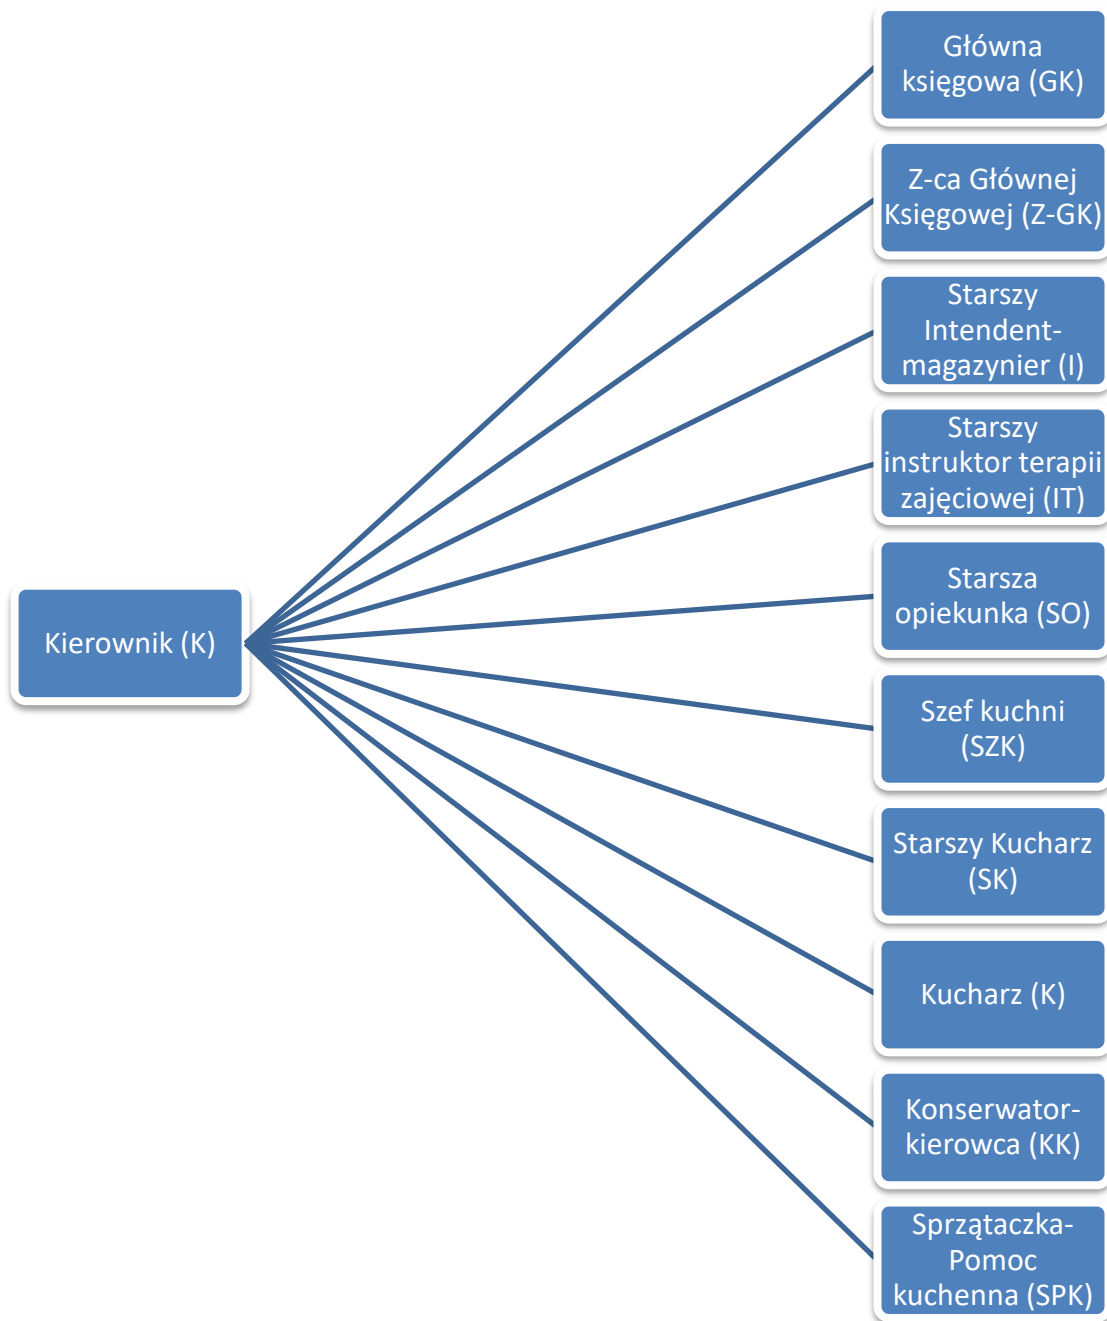 Główna
księgowa (GK)
Z-ca Głównej
Księgowej (Z-GK)
Starszy
Intendent-
magazynier (I)
Starszy
instruktor terapii
zajęciowej (IT)
Starsza
opiekunka (SO)
Kierownik (K)
Szef kuchni
(SZK)
Starszy Kucharz
(SK)
Kucharz (K)
Konserwator-
kierowca (KK)
Sprzątaczka-
Pomoc
kuchenna (SPK)